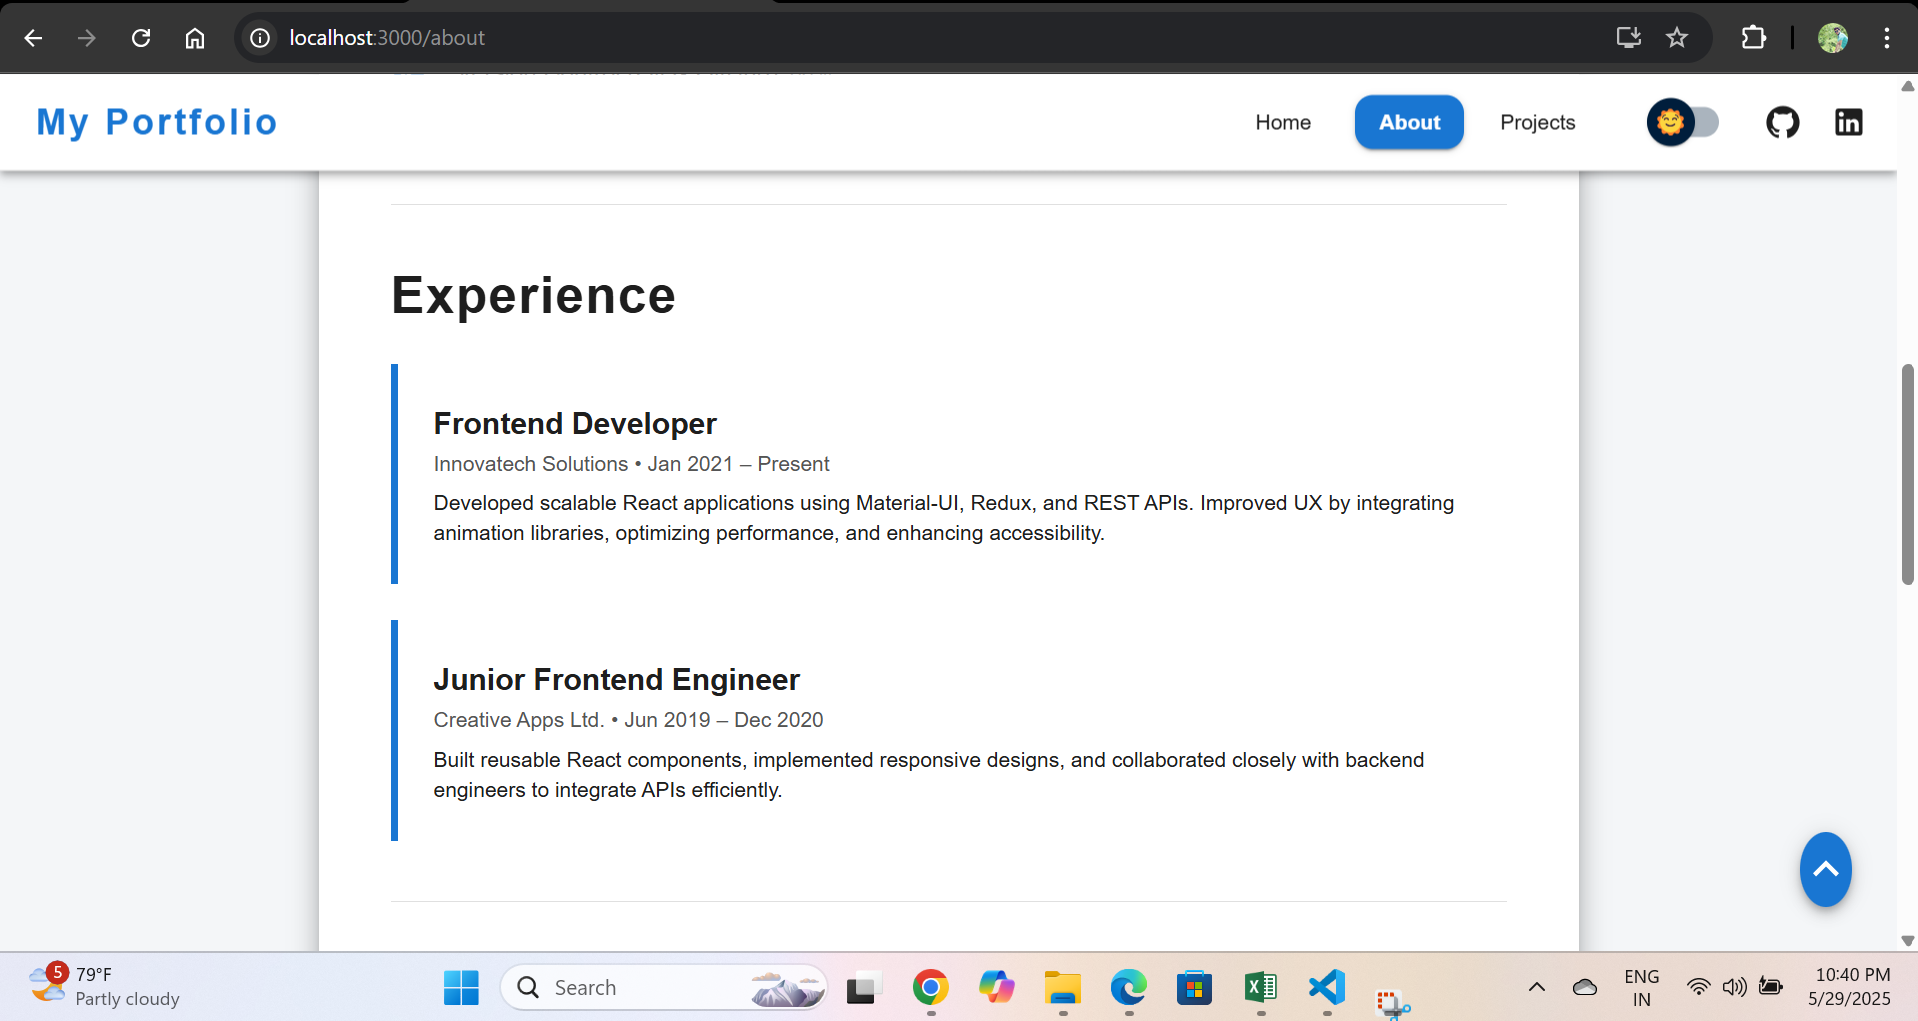 localhost:3000/about
My Portfolio
Home
About
Projects
Experience
Frontend Developer
Innovatech Solutions • Jan 2021 – Present
Developed scalable React applications using Material-UI, Redux, and REST APIs. Improved UX by integrating
animation libraries, optimizing performance, and enhancing accessibility.
Junior Frontend Engineer
Creative Apps Ltd. • Jun 2019 – Dec 2020
Built reusable React components, implemented responsive designs, and collaborated closely with backend
engineers to integrate APIs efficiently.
5
79°F
Partly cloudy
Search
ENG
IN
10:40 PM
5/29/2025